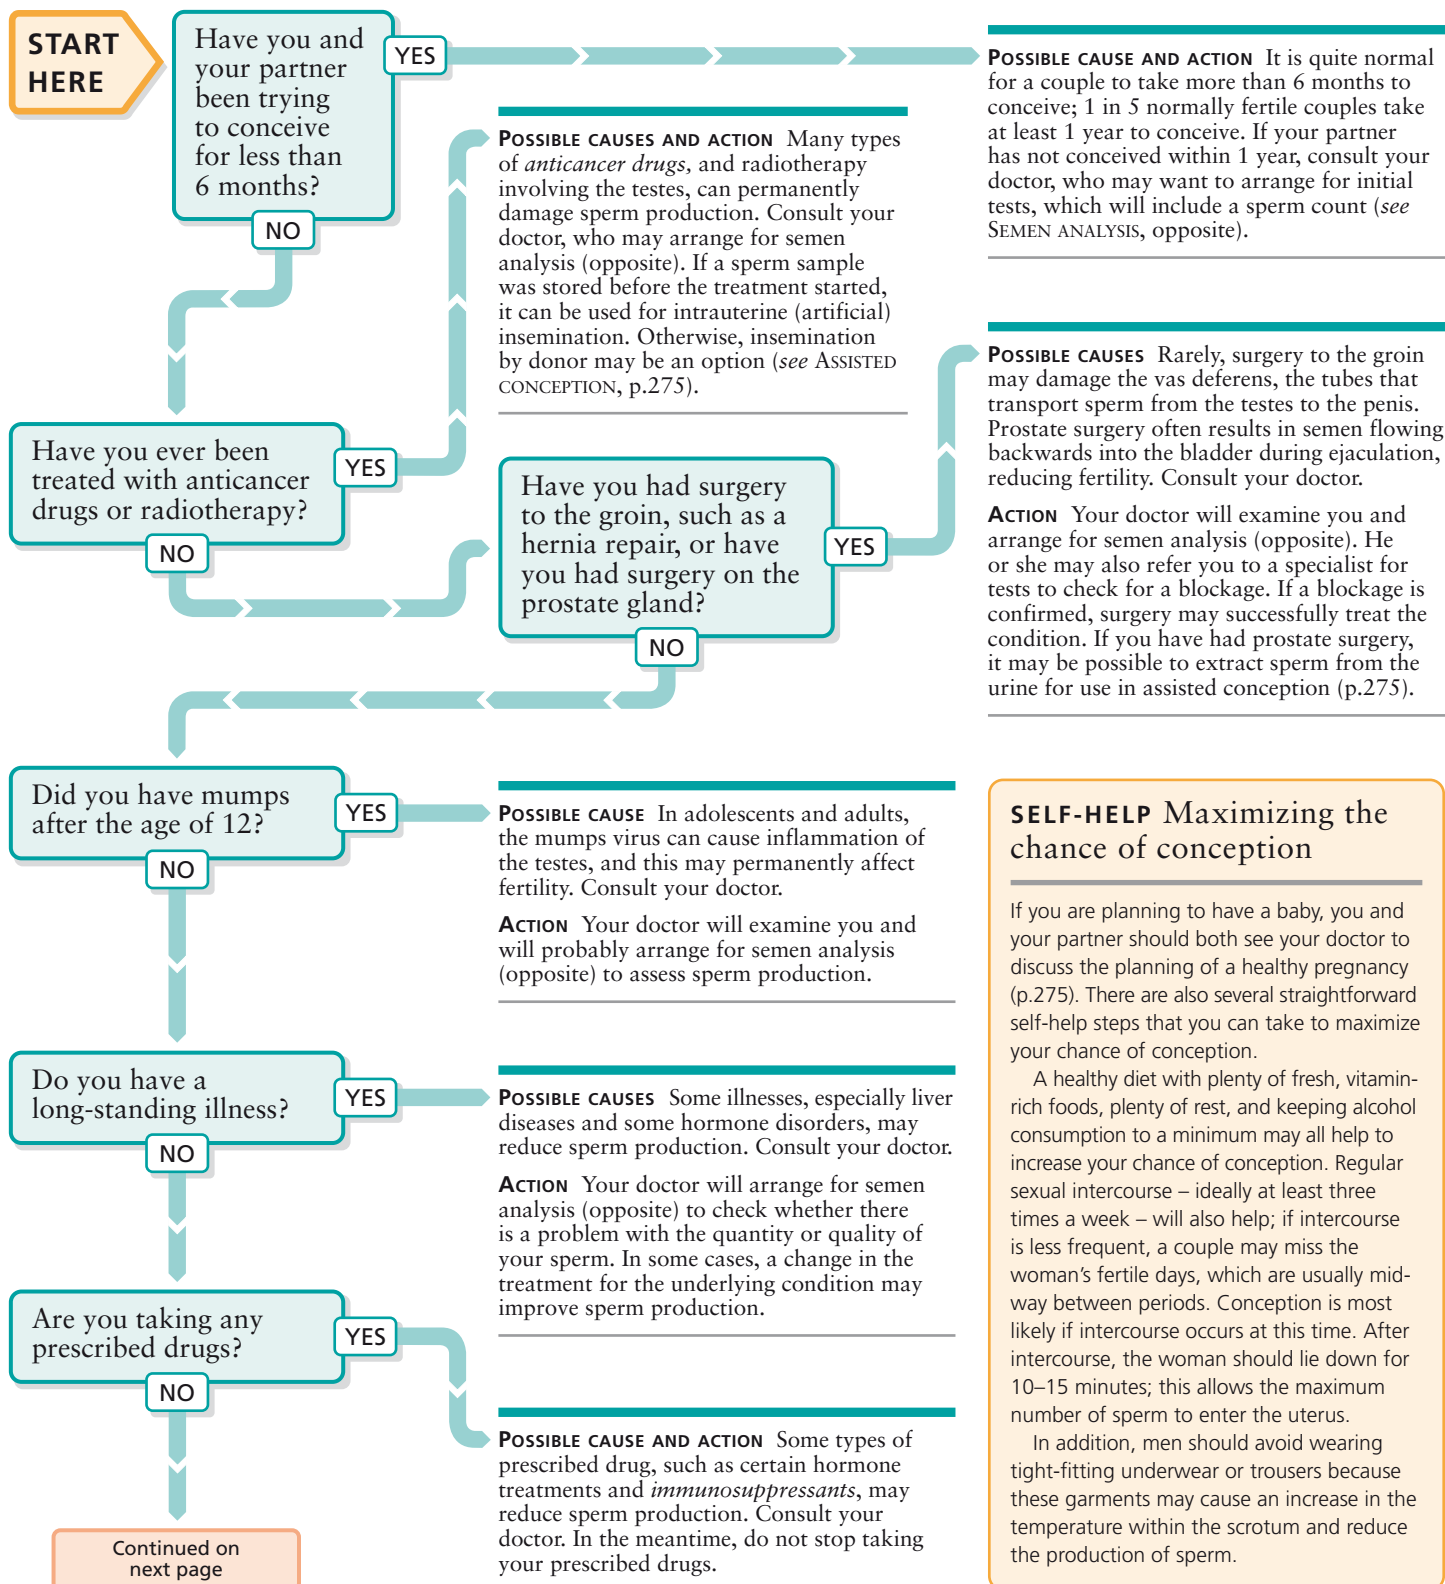 START
HERE
Have you and
your partner
been trying
to conceive
for less than
6 months?
YES
NO
POSSIBLE CAUSE AND ACTION It is quite normal
for a couple to take more than 6 months to
conceive; 1 in 5 normally fertile couples take
at least 1 year to conceive. If your partner
has not conceived within 1 year, consult your
doctor, who may want to arrange for initial
tests, which will include a sperm count (see
SEMEN ANALYSIS, opposite).
Have you ever been
treated with anticancer
drugs or radiotherapy?
YES
NO
POSSIBLE CAUSES AND ACTION Many types
of anticancer drugs, and radiotherapy
involving the testes, can permanently
damage sperm production. Consult your
doctor, who may arrange for semen
analysis (opposite). If a sperm sample
was stored before the treatment started,
it can be used for intrauterine (artificial)
insemination. Otherwise, insemination
by donor may be an option (see ASSISTED
CONCEPTION, p.275).
Have you had surgery
to the groin, such as a
hernia repair, or have
you had surgery on the
prostate gland?
YES
NO
POSSIBLE CAUSES Rarely, surgery to the groin
may damage the vas deferens, the tubes that
transport sperm from the testes to the penis.
Prostate surgery often results in semen flowing
backwards into the bladder during ejaculation,
reducing fertility. Consult your doctor.
ACTION Your doctor will examine you and
arrange for semen analysis (opposite). He
or she may also refer you to a specialist for
tests to check for a blockage. If a blockage is
confirmed, surgery may successfully treat the
condition. If you have had prostate surgery,
it may be possible to extract sperm from the
urine for use in assisted conception (p.275).
Did you have mumps
after the age of 12?
YES
NO
POSSIBLE CAUSE In adolescents and adults,
the mumps virus can cause inflammation of
the testes, and this may permanently affect
fertility. Consult your doctor.
ACTION Your doctor will examine you and
will probably arrange for semen analysis
(opposite) to assess sperm production.
Do you have a
long-standing illness?
YES
NO
POSSIBLE CAUSES Some illnesses, especially liver
diseases and some hormone disorders, may
reduce sperm production. Consult your doctor.
ACTION Your doctor will arrange for semen
analysis (opposite) to check whether there
is a problem with the quantity or quality of
your sperm. In some cases, a change in the
treatment for the underlying condition may
improve sperm production.
Are you taking any
prescribed drugs?
YES
NO
POSSIBLE CAUSE AND ACTION Some types of
prescribed drug, such as certain hormone
treatments and immunosuppressants, may
reduce sperm production. Consult your
doctor. In the meantime, do not stop taking
your prescribed drugs.
Continued on
next page
SELF-HELP Maximizing the
chance of conception
If you are planning to have a baby, you and
your partner should both see your doctor to
discuss the planning of a healthy pregnancy
(p.275). There are also several straightforward
self-help steps that you can take to maximize
your chance of conception.
A healthy diet with plenty of fresh, vitamin-
rich foods, plenty of rest, and keeping alcohol
consumption to a minimum may all help to
increase your chance of conception. Regular
sexual intercourse – ideally at least three
times a week – will also help; if intercourse
is less frequent, a couple may miss the
woman's fertile days, which are usually mid-
way between periods. Conception is most
likely if intercourse occurs at this time. After
intercourse, the woman should lie down for
10–15 minutes; this allows the maximum
number of sperm to enter the uterus.
In addition, men should avoid wearing
tight-fitting underwear or trousers because
these garments may cause an increase in the
temperature within the scrotum and reduce
the production of sperm.